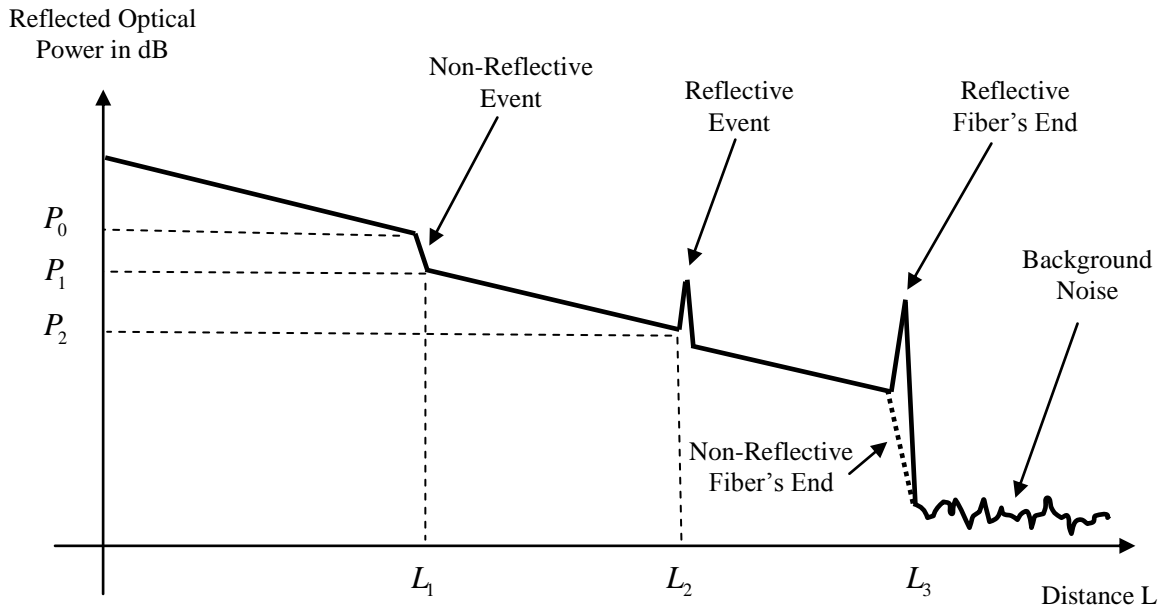 Reflected Optical
Power in dB
Non-Reflective
Event
Reflective
Event
Reflective
Fiber's End
P₀
P₁
P₂
Background
Noise
Non-Reflective
Fiber's End
L₁
L₂
L₃
Distance L